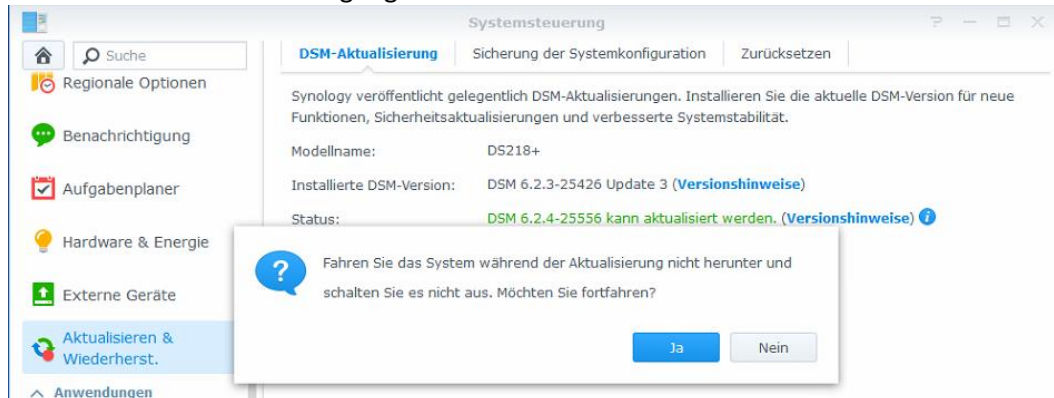 Systemsteuerung
Suche
DSM-Aktualisierung Sicherung der Systemkonfiguration Zurücksetzen
Regionale Optionen
Benachrichtigung
Aufgabenplaner
Hardware & Energie
Externe Geräte
Aktualisieren &
Wiederherst.
Anwendungen
Synology veröffentlicht gelegentlich DSM-Aktualisierungen. Installieren Sie die aktuelle DSM-Version für neue
Funktionen, Sicherheitsaktualisierungen und verbesserte Systemstabilität.
Modellname: DS218+
Installierte DSM-Version: DSM 6.2.3-25426 Update 3 (Versionshinweise)
Status: DSM 6.2.4-25556 kann aktualisiert werden. (Versionshinweise)
Fahren Sie das System während der Aktualisierung nicht herunter und
schalten Sie es nicht aus. Möchten Sie fortfahren?
Ja Nein